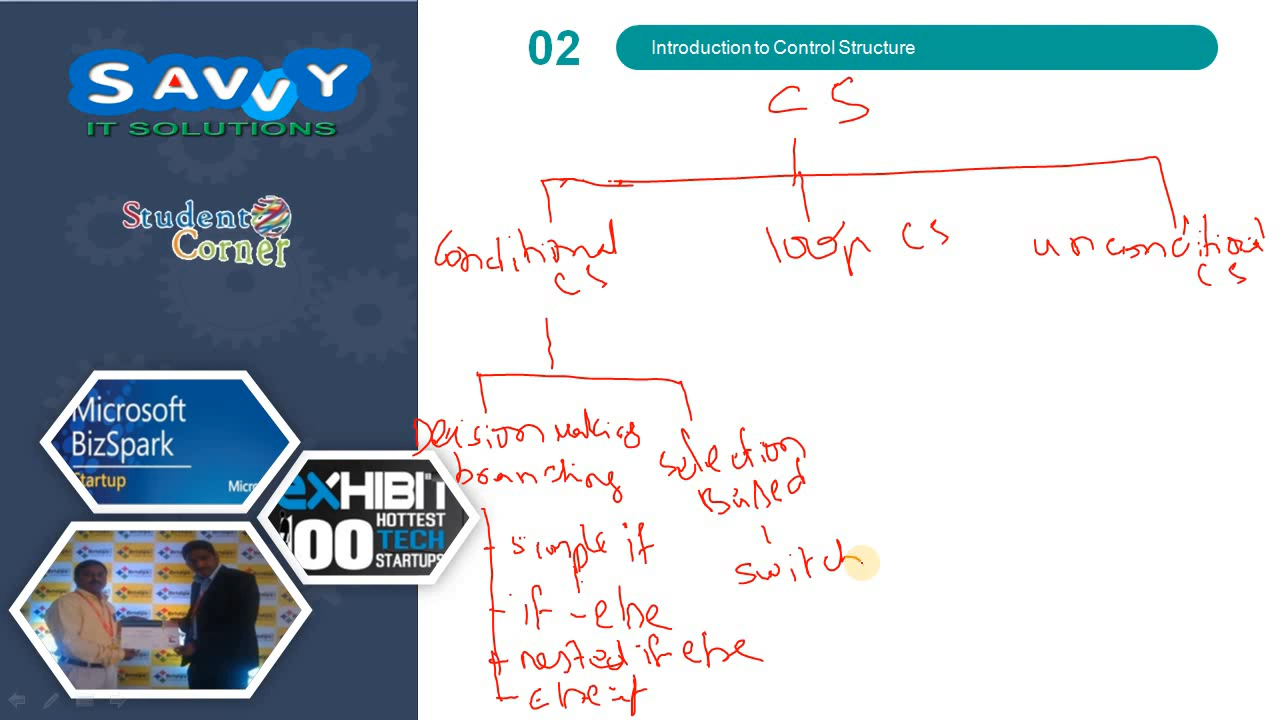 SAVVY
IT SOLUTIONS
Student
Corner
Microsoft
BizSpark
Startup
Micro
eXHIBIT
100 HOTTEST
TECH
STARTUPS
02
Introduction to Control Structure
CS
Conditional
CS
loop CS
unconditional
CS
Decision making
branching
simple if
if - else
nested if else
else if
selection
Based
switch